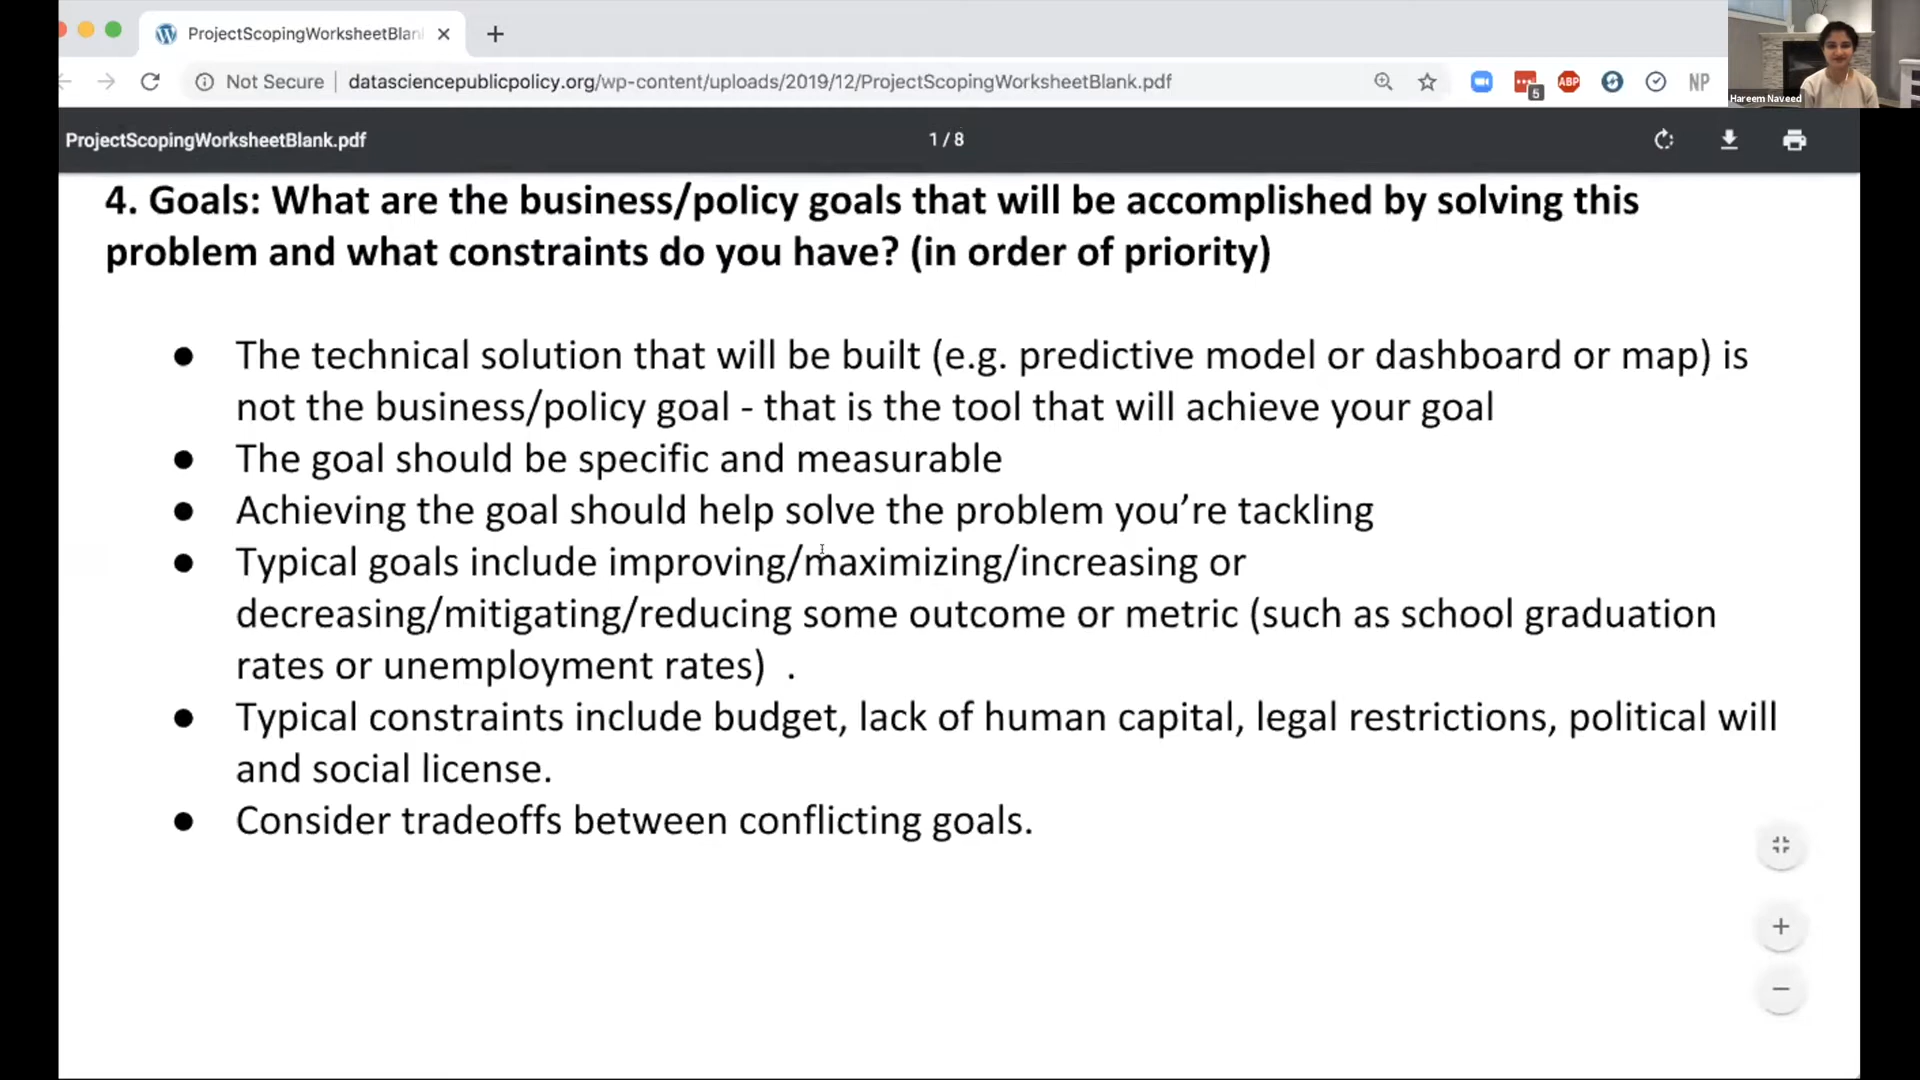 ProjectScopingWorksheetBlan
Not Secure | datasciencepublicpolicy.org/wp-content/uploads/2019/12/ProjectScopingWorksheetBlank.pdf
5
ABP
NP
Hareem Naveed
ProjectScopingWorksheetBlank.pdf
1 / 8
4. Goals: What are the business/policy goals that will be accomplished by solving this
problem and what constraints do you have? (in order of priority)
● The technical solution that will be built (e.g. predictive model or dashboard or map) is
not the business/policy goal - that is the tool that will achieve your goal
● The goal should be specific and measurable
● Achieving the goal should help solve the problem you’re tackling
● Typical goals include improving/maximizing/increasing or
decreasing/mitigating/reducing some outcome or metric (such as school graduation
rates or unemployment rates) .
● Typical constraints include budget, lack of human capital, legal restrictions, political will
and social license.
● Consider tradeoffs between conflicting goals.